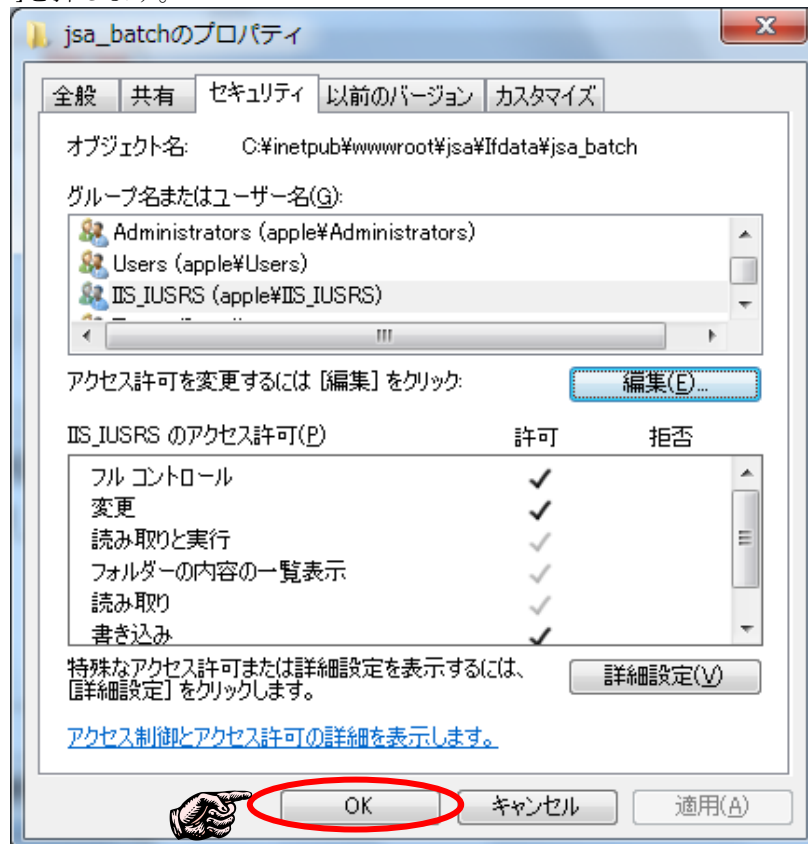 jsa_batchのプロパティ
全般 共有 セキュリティ 以前のバージョン カスタマイズ
オブジェクト名: C:¥inetpub¥wwwroot¥jsa¥Ifdata¥jsa_batch
グループ名またはユーザー名(G):
Administrators (apple¥Administrators)
Users (apple¥Users)
IIS_IUSRS (apple¥IIS_IUSRS)
アクセス許可を変更するには [編集] をクリック: 編集(E)...
IIS_IUSRS のアクセス許可(P) 許可 拒否
フル コントロール
変更
読み取りと実行
フォルダーの内容の一覧表示
読み取り
書き込み
特殊なアクセス許可または詳細設定を表示するには、 詳細設定(V)
[詳細設定] をクリックします。
アクセス制御とアクセス許可の詳細を表示します。
OK キャンセル 適用(A)